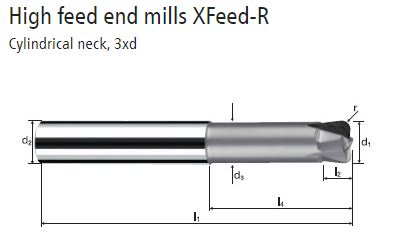 High feed end mills XFeed-R
Cylindrical neck, 3xd
r
d2
d1
l2
d3
l4
l1